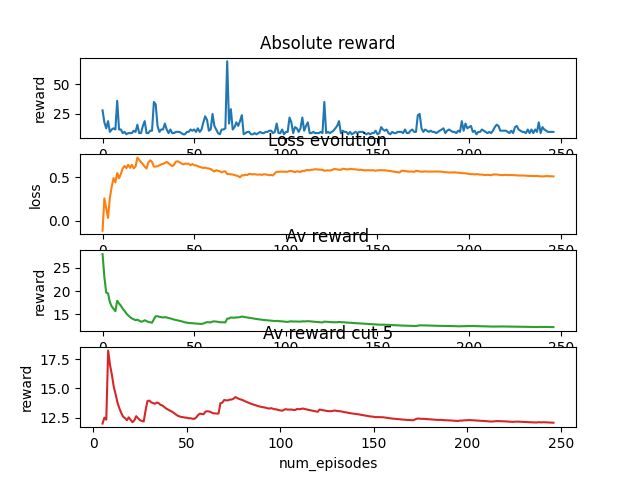 Absolute reward
reward
50
25
0 50 100 150 200 250
Loss evolution
loss
0.5
0.0
0 50 100 150 200 250
Av reward
reward
25
20
15
0 50 100 150 200 250
Av reward cut 5
reward
17.5
15.0
12.5
0 50 100 150 200 250
num_episodes